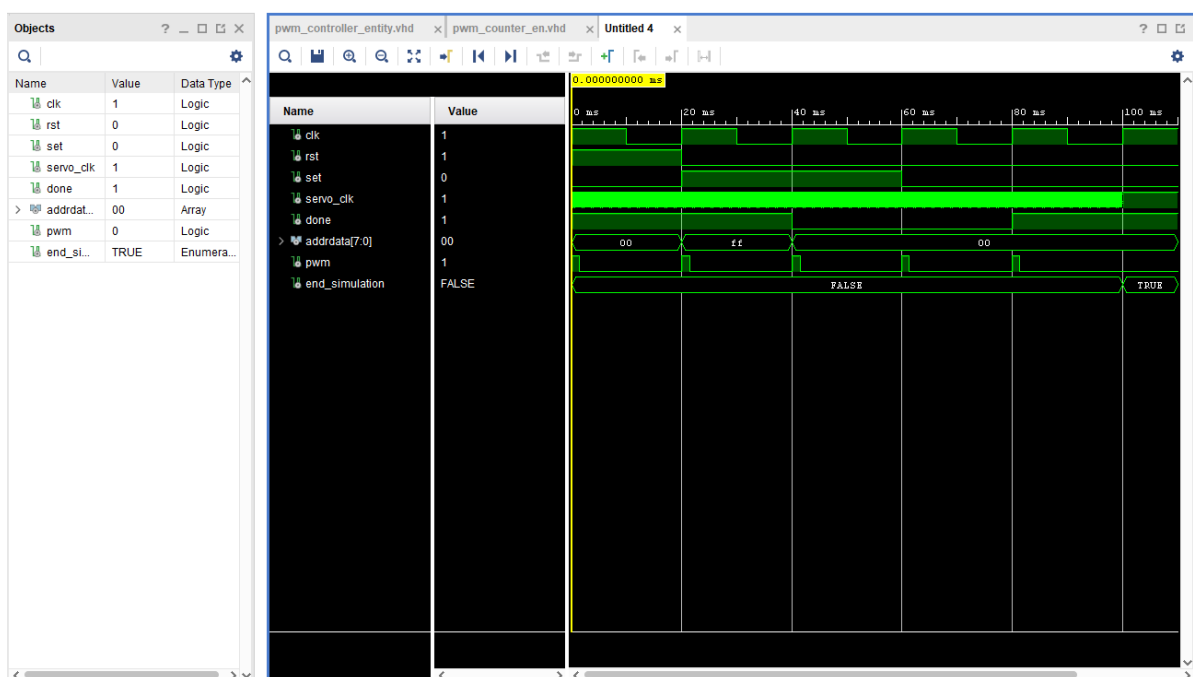 Objects
Name Value Data Type
clk 1 Logic
rst 0 Logic
set 0 Logic
servo_clk 1 Logic
done 1 Logic
addrdat... 00 Array
pwm 0 Logic
end_si... TRUE Enumera...
pwm_controller_entity.vhd pwm_counter_en.vhd Untitled 4
0.000000000 ms
Name Value
0 ms 20 ms 40 ms 60 ms 80 ms 100 ms
clk 1
rst 1
set 0
servo_clk 1
done 1
addrdata[7:0] 00 00 ff 00
pwm 1
end_simulation FALSE FALSE TRUE